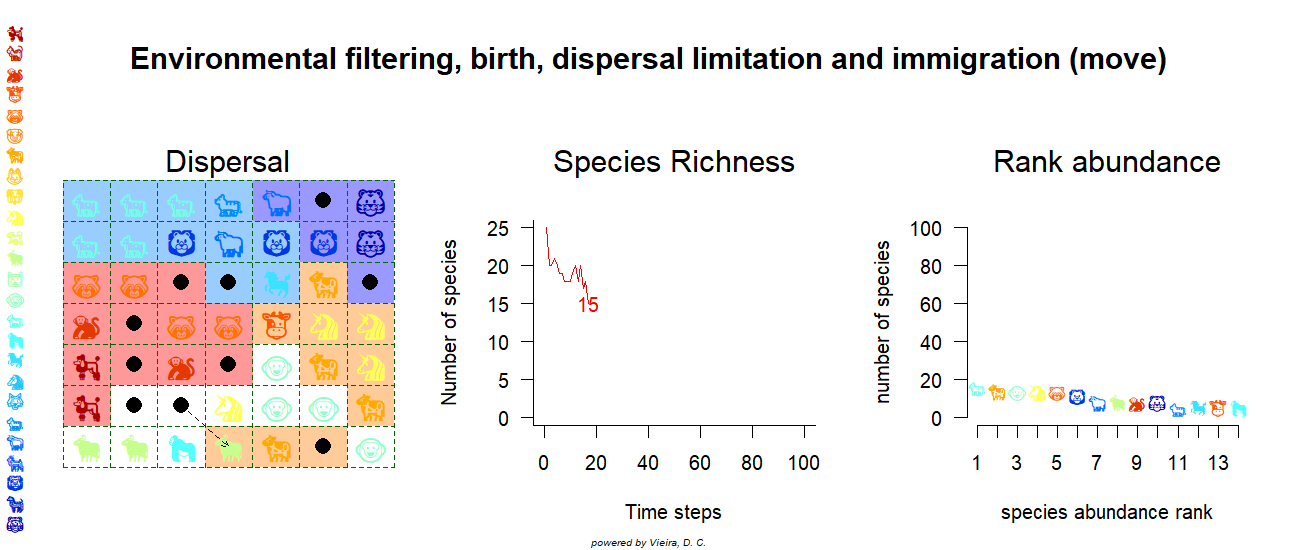 Environmental filtering, birth, dispersal limitation and immigration (move)
Dispersal
Species Richness
Number of species
25
20
15
10
5
0
15
0 20 40 60 80 100
Time steps
Rank abundance
number of species
100
80
60
40
20
0
1 3 5 7 9 11 13
species abundance rank
powered by Vieira, D. C.